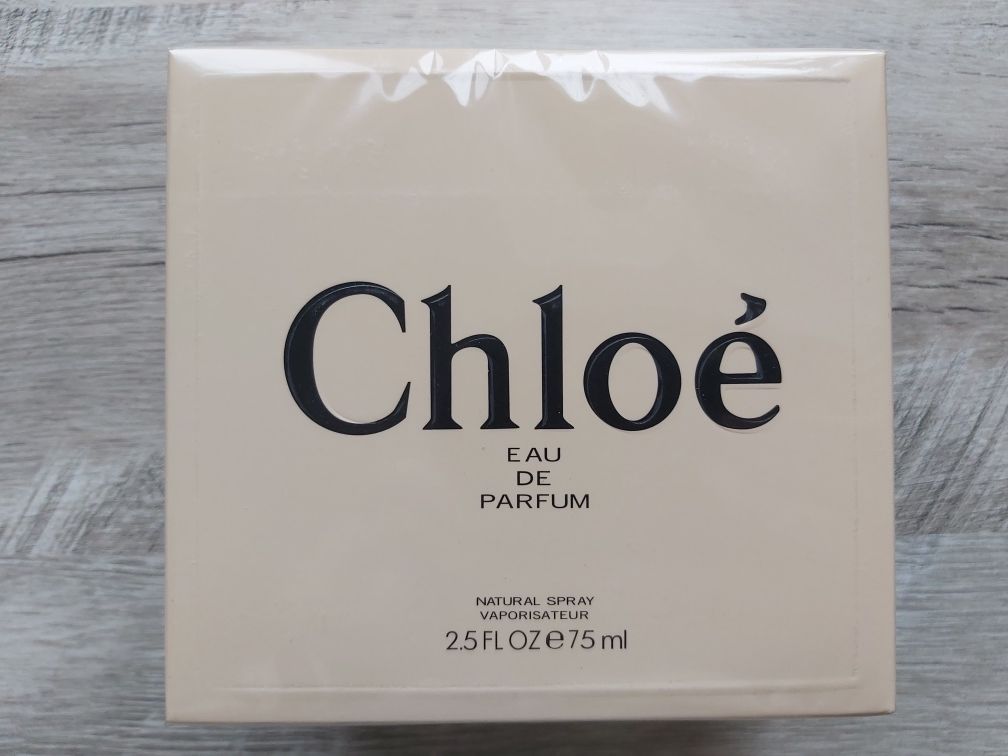 Chloé
EAU
DE
PARFUM
NATURAL SPRAY
VAPORISATEUR
2.5 FL OZ ℮ 75 ml